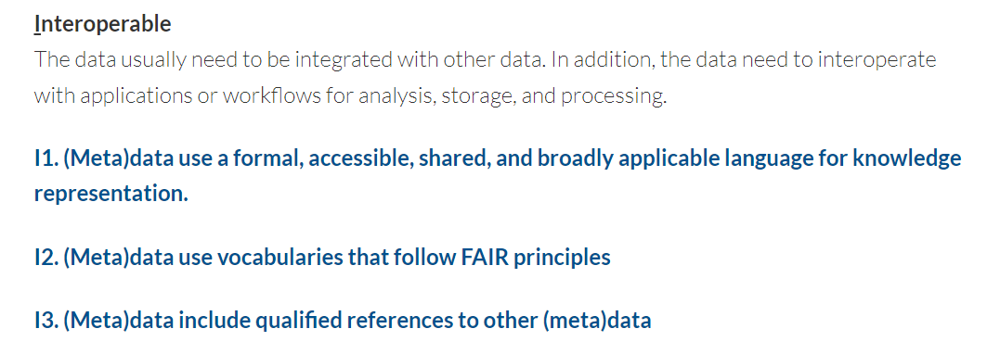 Interoperable
The data usually need to be integrated with other data. In addition, the data need to interoperate
with applications or workflows for analysis, storage, and processing.
I1. (Meta)data use a formal, accessible, shared, and broadly applicable language for knowledge
representation.
I2. (Meta)data use vocabularies that follow FAIR principles
I3. (Meta)data include qualified references to other (meta)data